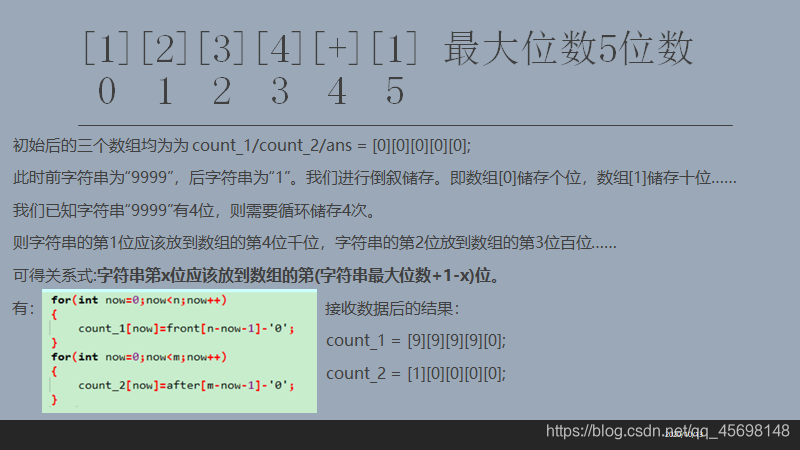 [1][2][3][4][+][1] 最大位数5位数
0 1 2 3 4 5
初始后的三个数组均为为 count_1/count_2/ans = [0][0][0][0][0];
此时前字符串为“9999”，后字符串为“1”。我们进行倒叙储存。即数组[0]储存个位，数组[1]储存十位……
我们已知字符串“9999”有4位，则需要循环储存4次。
则字符串的第1位应该放到数组的第4位千位，字符串的第2位放到数组的第3位百位……
可得关系式:字符串第x位应该放到数组的第(字符串最大位数+1-x)位。
有：
for(int now=0;now<n;now++)
{
count_1[now]=front[n-now-1]-'0';
}
for(int now=0;now<m;now++)
{
count_2[now]=after[m-now-1]-'0';
}
接收数据后的结果：
count_1 = [9][9][9][9][0];
count_2 = [1][0][0][0][0];
https://blog.csdn.net/qq_45698148